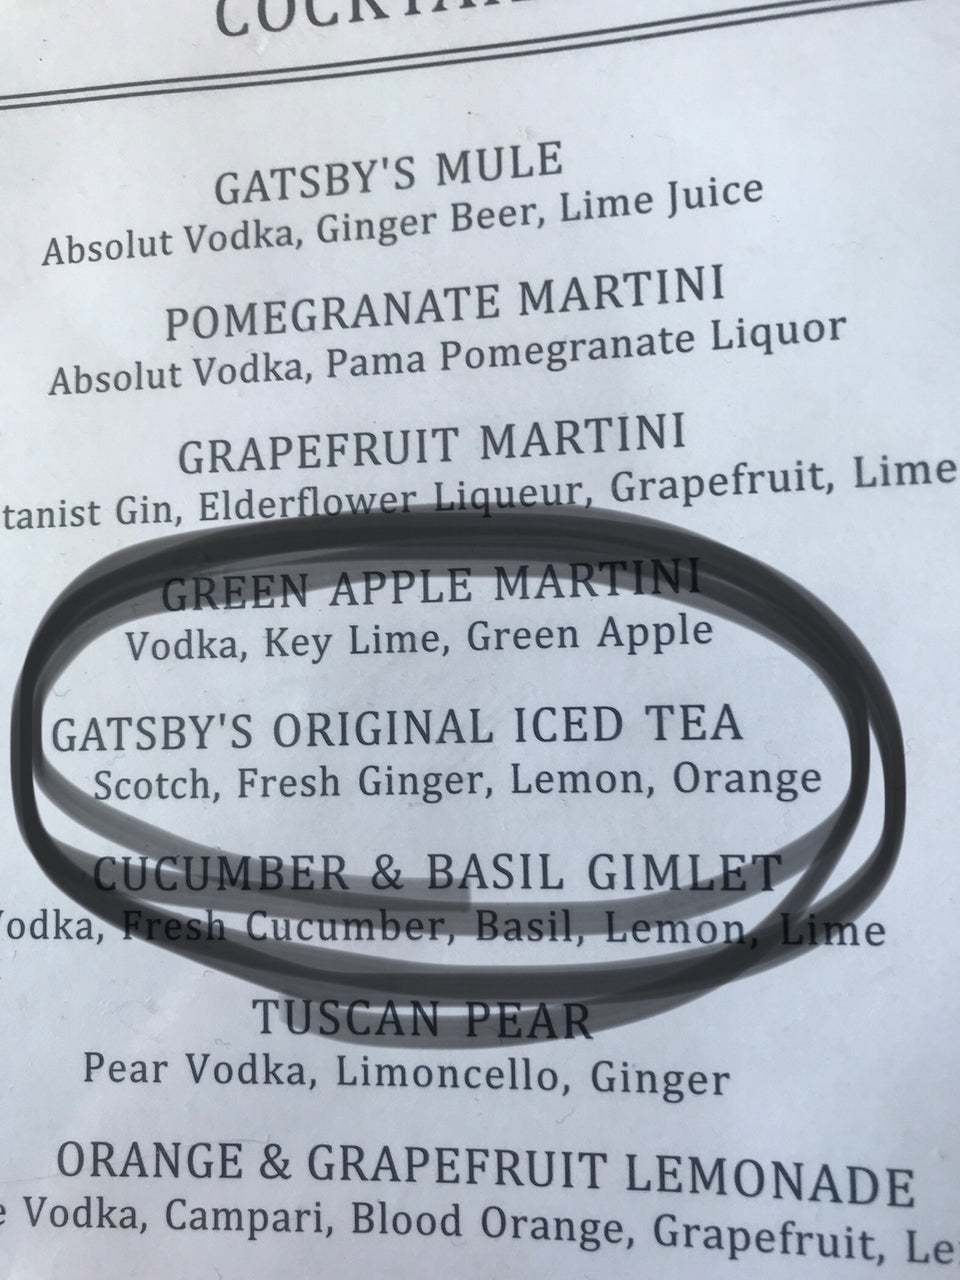 GATSBY'S MULE
Absolut Vodka, Ginger Beer, Lime Juice
POMEGRANATE MARTINI
Absolut Vodka, Pama Pomegranate Liquor
GRAPEFRUIT MARTINI
tanist Gin, Elderflower Liqueur, Grapefruit, Lime
GREEN APPLE MARTINI
Vodka, Key Lime, Green Apple
GATSBY'S ORIGINAL ICED TEA
Scotch, Fresh Ginger, Lemon, Orange
CUCUMBER & BASIL GIMLET
Vodka, Fresh Cucumber, Basil, Lemon, Lime
TUSCAN PEAR
Pear Vodka, Limoncello, Ginger
ORANGE & GRAPEFRUIT LEMONADE
e Vodka, Campari, Blood Orange, Grapefruit, Le